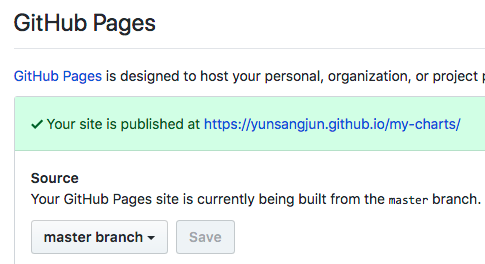 GitHub Pages
GitHub Pages is designed to host your personal, organization, or project
Your site is published at https://yunsangjun.github.io/my-charts/
Source
Your GitHub Pages site is currently being built from the master branch.
master branch
Save